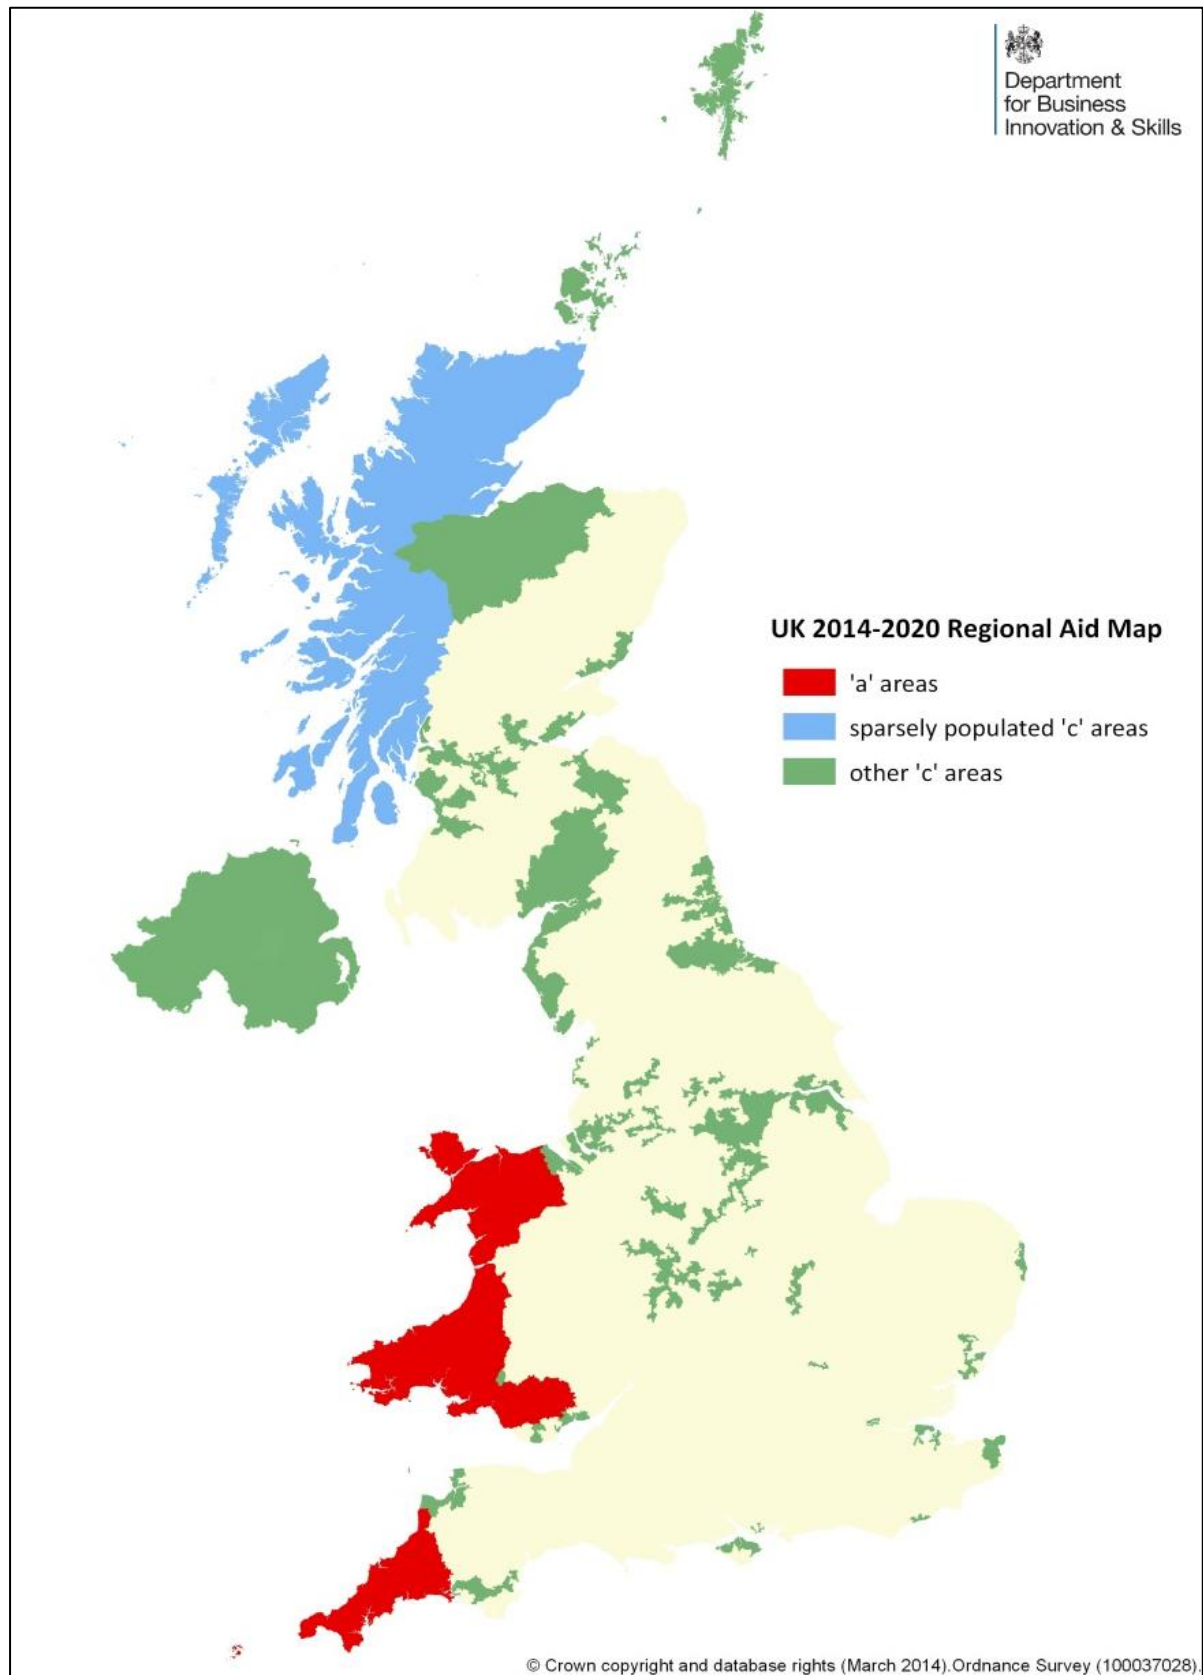 Department
for Business
Innovation & Skills
UK 2014-2020 Regional Aid Map
'a' areas
sparsely populated 'c' areas
other 'c' areas
© Crown copyright and database rights (March 2014).Ordnance Survey (100037028)